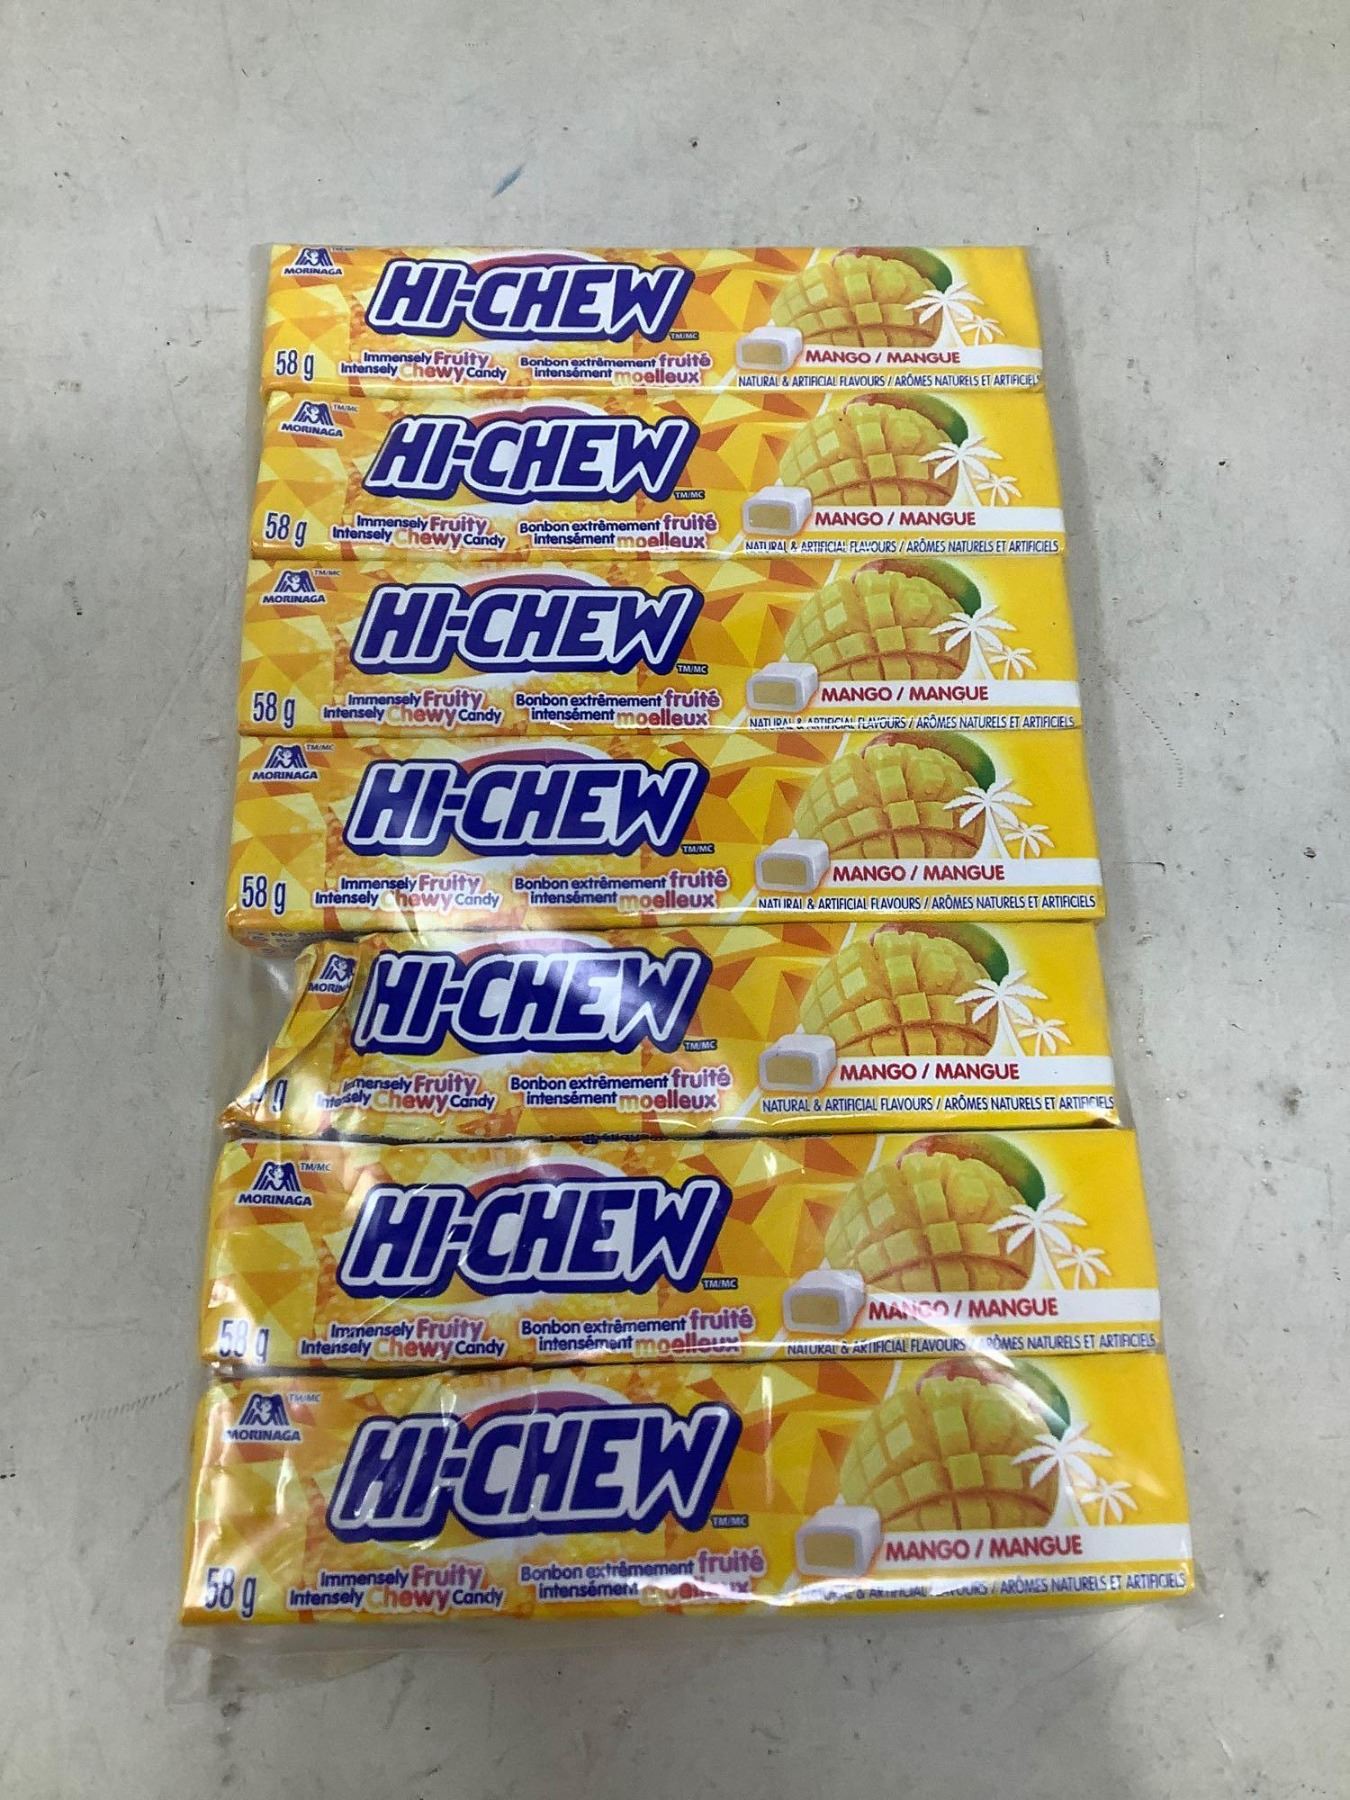 MORINAGA
HI-CHEW
TM/MC
58 g
Immensely Fruity
Intensely Chewy Candy
Bonbon extrêmement fruité
intensément moelleux
MANGO / MANGUE
NATURAL & ARTIFICIAL FLAVOURS / ARÔMES NATURELS ET ARTIFICIELS
TM/MC
MORINAGA
HI-CHEW
TM/MC
58 g
Immensely Fruity
Intensely Chewy Candy
Bonbon extrêmement fruité
intensément moelleux
MANGO / MANGUE
NATURAL & ARTIFICIAL FLAVOURS / ARÔMES NATURELS ET ARTIFICIELS
TM/MC
MORINAGA
HI-CHEW
TM/MC
58 g
Immensely Fruity
Intensely Chewy Candy
Bonbon extrêmement fruité
intensément moelleux
MANGO / MANGUE
NATURAL & ARTIFICIAL FLAVOURS / ARÔMES NATURELS ET ARTIFICIELS
TM/MC
MORINAGA
HI-CHEW
TM/MC
58 g
Immensely Fruity
Intensely Chewy Candy
Bonbon extrêmement fruité
intensément moelleux
MANGO / MANGUE
NATURAL & ARTIFICIAL FLAVOURS / ARÔMES NATURELS ET ARTIFICIELS
HI-CHEW
TM/MC
g
Immensely Fruity
Intensely Chewy Candy
Bonbon extrêmement fruité
intensément moelleux
MANGO / MANGUE
NATURAL & ARTIFICIAL FLAVOURS / ARÔMES NATURELS ET ARTIFICIELS
TM/MC
MORINAGA
HI-CHEW
TM/MC
58 g
Immensely Fruity
Intensely Chewy Candy
Bonbon extrêmement fruité
intensément moelleux
MANGO / MANGUE
NATURAL & ARTIFICIAL FLAVOURS / ARÔMES NATURELS ET ARTIFICIELS
TM/MC
MORINAGA
HI-CHEW
TM/MC
58 g
Immensely Fruity
Intensely Chewy Candy
Bonbon extrêmement fruité
intensément moelleux
MANGO / MANGUE
& ARTIFICIAL FLAVOURS / ARÔMES NATURELS ET ARTIFICIELS